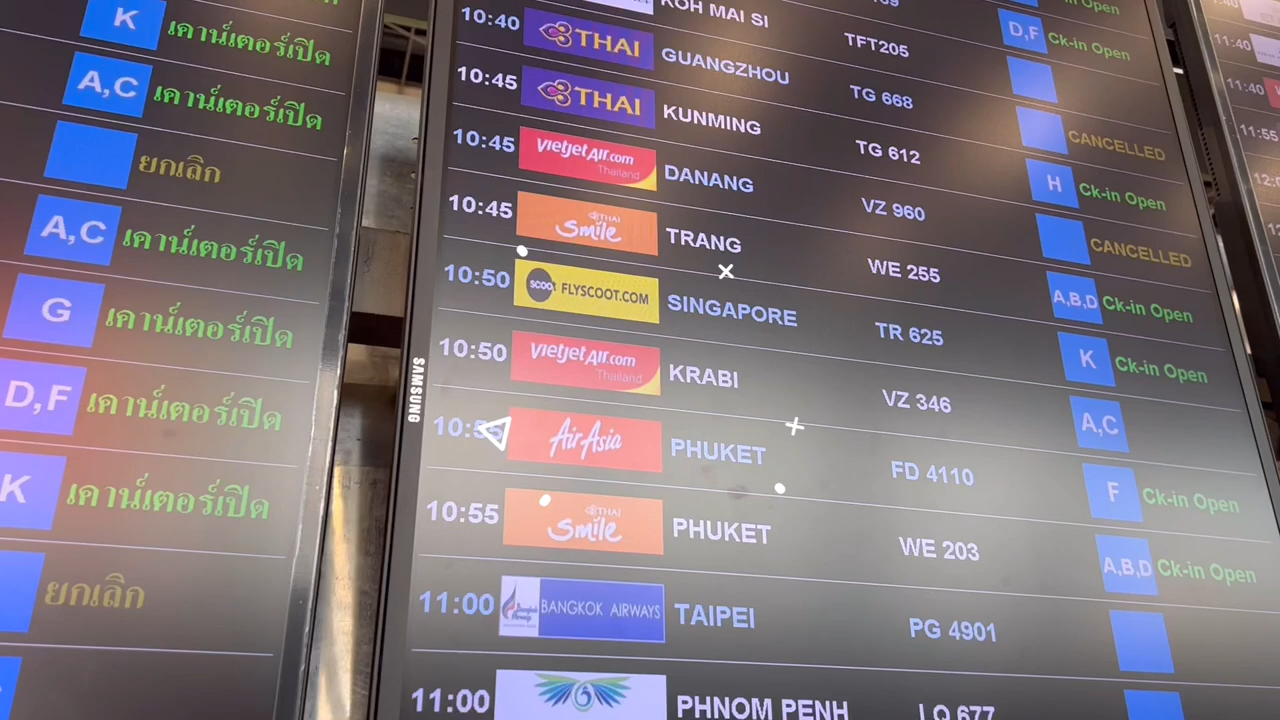 K เคาน์เตอร์เปิด
A,C เคาน์เตอร์เปิด
ยกเลิก
A,C เคาน์เตอร์เปิด
G เคาน์เตอร์เปิด
D,F เคาน์เตอร์เปิด
K เคาน์เตอร์เปิด
ยกเลิก
SAMSUNG
D,F Ck-in Open
KOH MAI SI TFT205
10:40 THAI GUANGZHOU TG 668 CANCELLED
10:45 THAI KUNMING TG 612 H Ck-in Open
10:45 vietjetAir.com Thailand DANANG VZ 960 CANCELLED
10:45 THAI Smile TRANG WE 255 A,B,D Ck-in Open
10:50 SCOOT FLYSCOOT.COM SINGAPORE TR 625 K Ck-in Open
10:50 vietjetAir.com Thailand KRABI VZ 346 A,C
10:55 AirAsia PHUKET FD 4110 F Ck-in Open
10:55 THAI Smile PHUKET WE 203 A,B,D Ck-in Open
11:00 BANGKOK AIRWAYS TAIPEI PG 4901
11:00 PHNOM PENH LQ 677
11:40
11:40
11:55